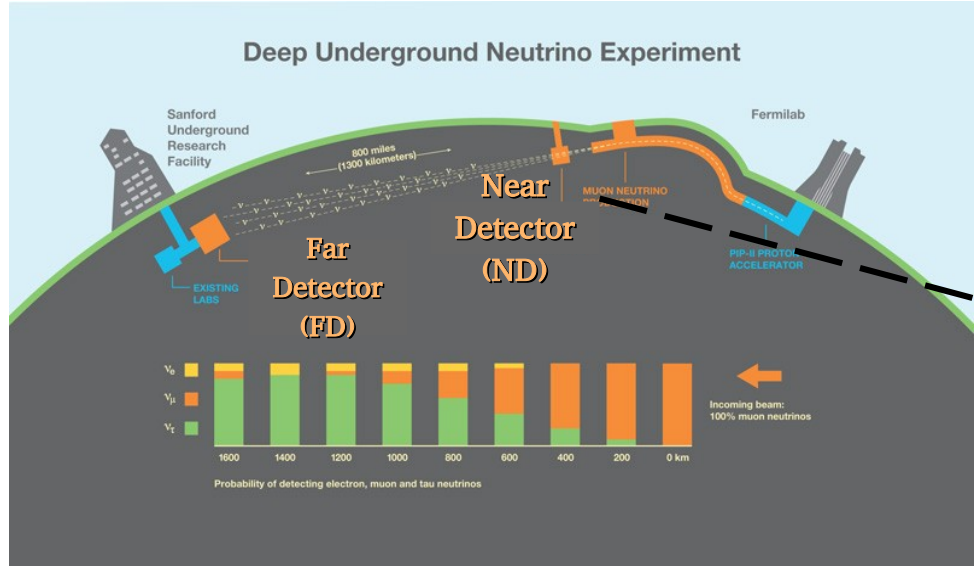 Deep Underground Neutrino Experiment
Sanford
Underground
Research
Facility
Fermilab
800 miles
(1300 kilometers)
ν ν ν ν ν ν ν ν ν ν ν ν ν ν ν ν ν ν ν ν ν ν ν ν
Near
Detector
(ND)
MUON NEUTRINO
Far
Detector
(FD)
PIP-II PROTON
ACCELERATOR
EXISTING
LABS
νe
νμ
ντ
Incoming beam:
100% muon neutrinos
1600 1400 1200 1000 800 600 400 200 0 km
Probability of detecting electron, muon and tau neutrinos